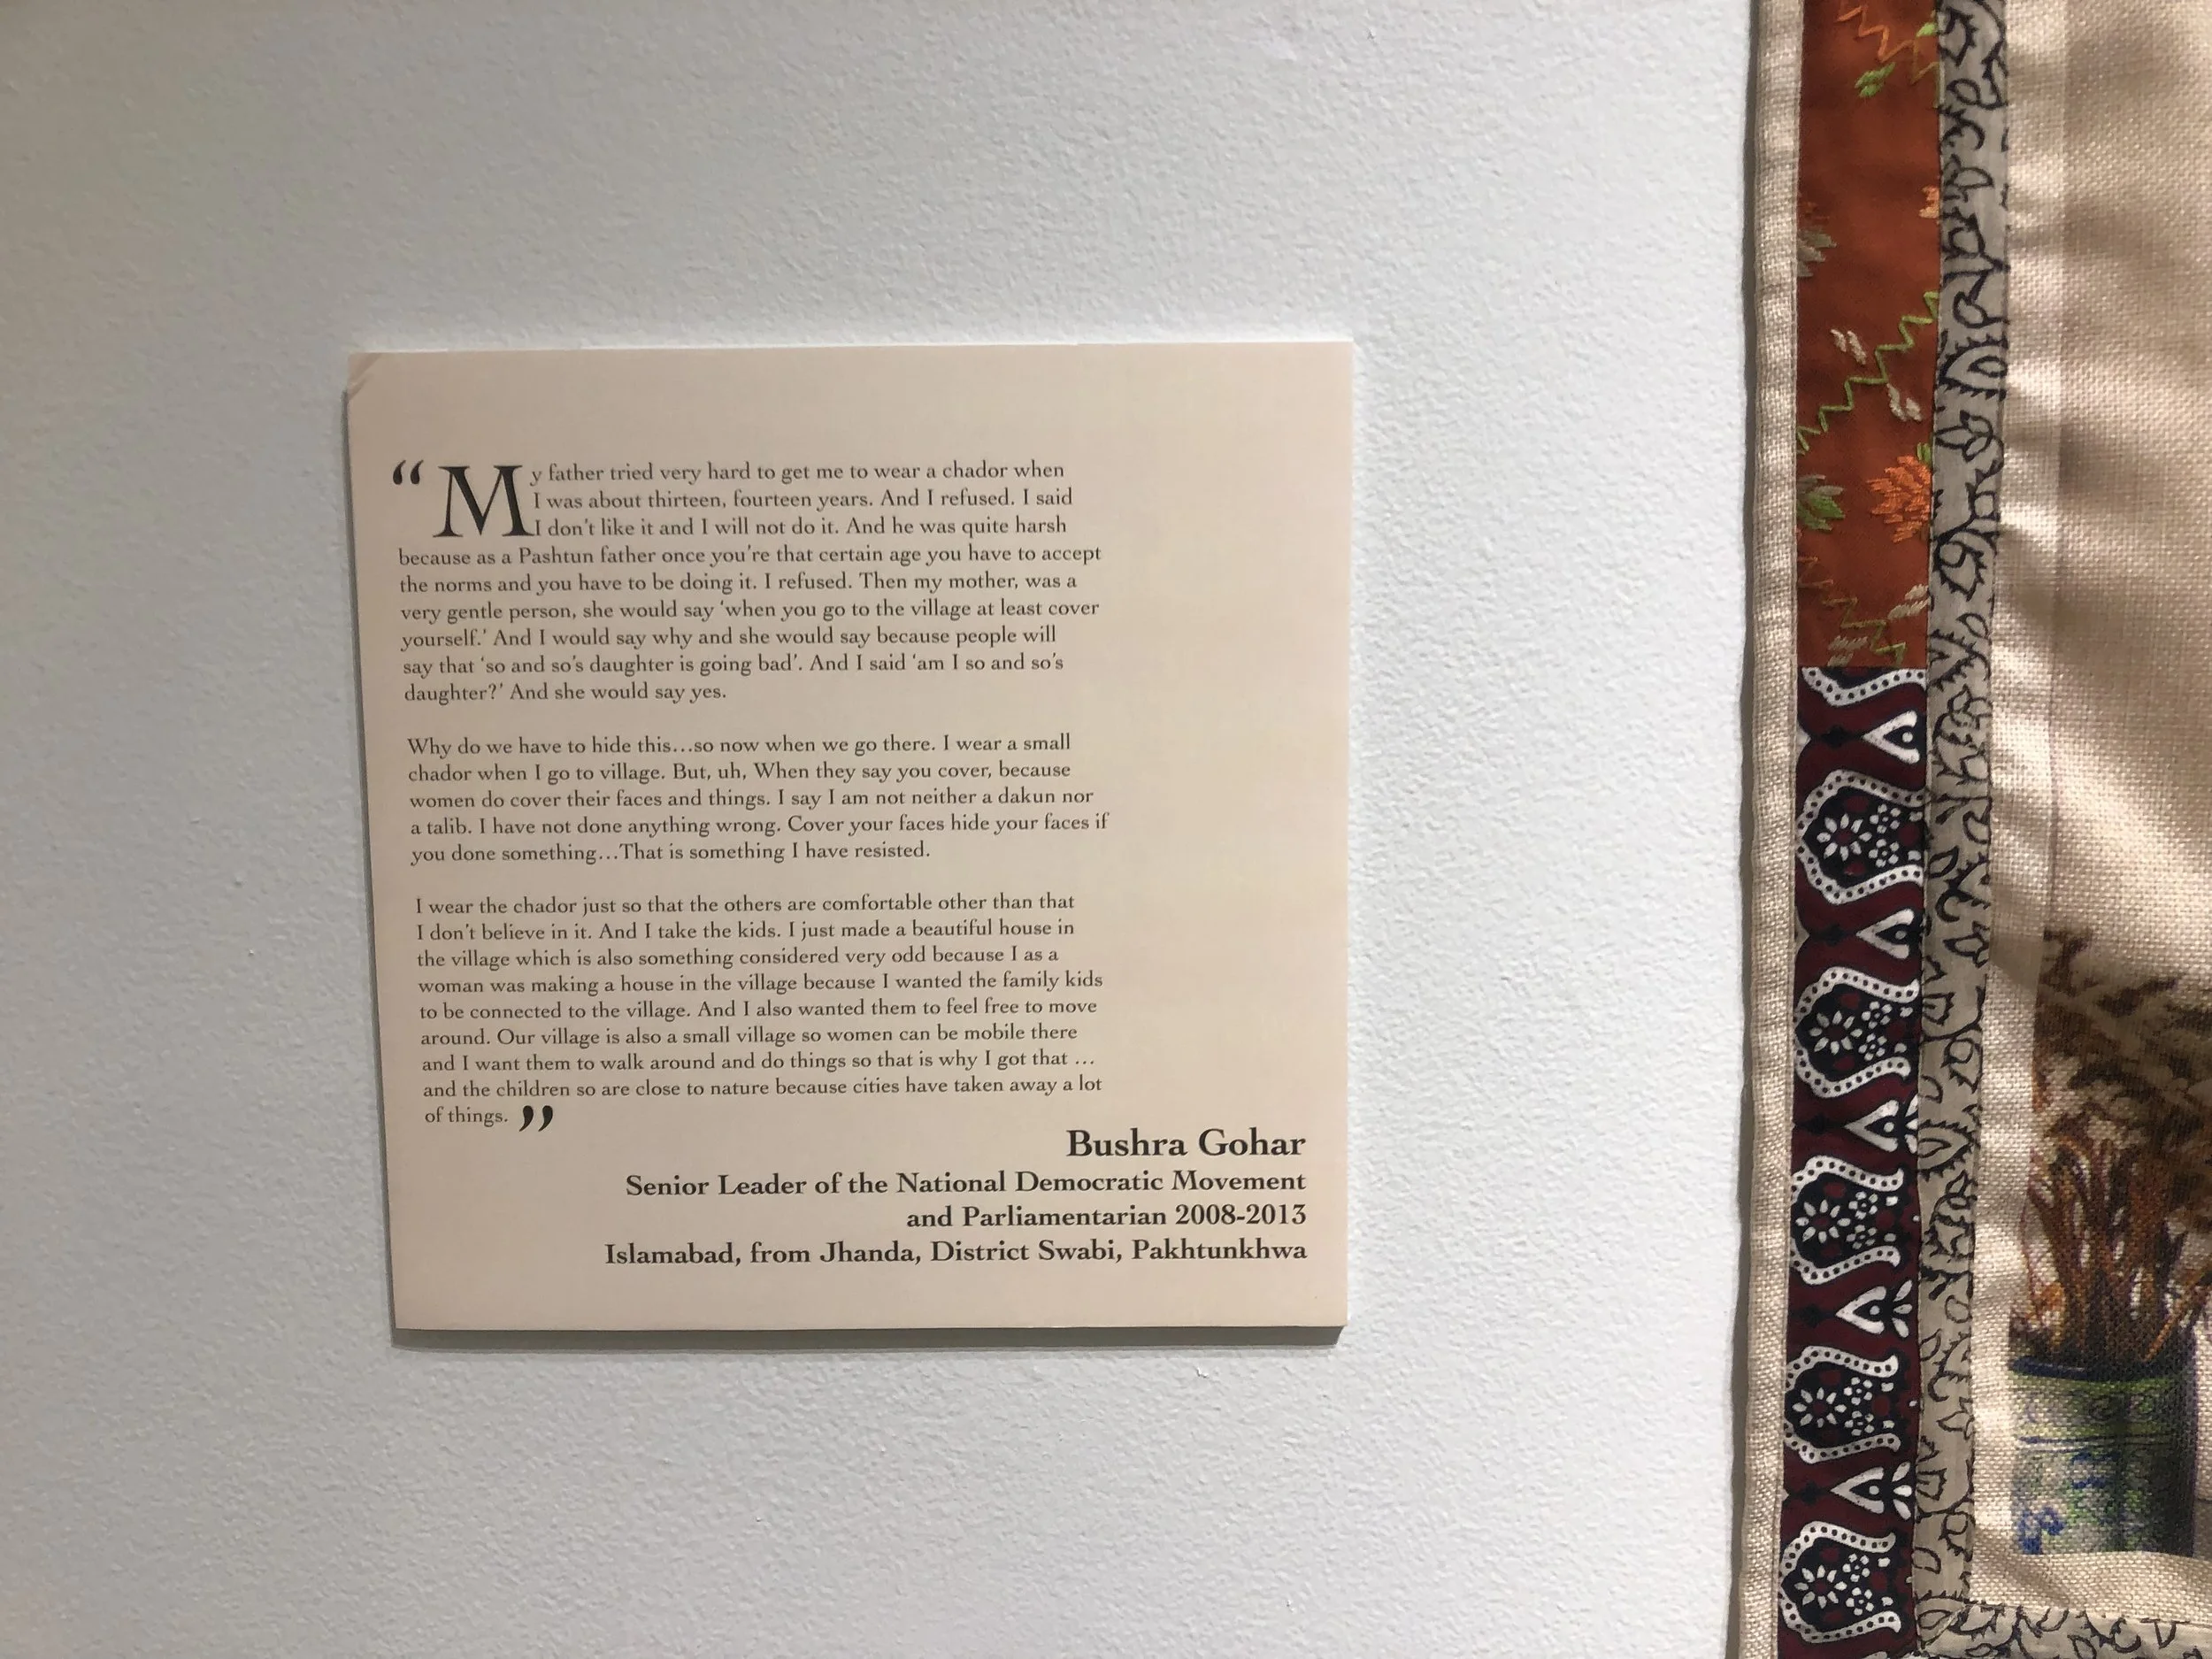 “My father tried very hard to get me to wear a chador when
I was about thirteen, fourteen years. And I refused. I said
I don't like it and I will not do it. And he was quite harsh
because as a Pashtun father once you're that certain age you have to accept
the norms and you have to be doing it. I refused. Then my mother, was a
very gentle person, she would say ‘when you go to the village at least cover
yourself.’ And I would say why and she would say because people will
say that ‘so and so's daughter is going bad’. And I said ‘am I so and so's
daughter?’ And she would say yes.
Why do we have to hide this…so now when we go there. I wear a small
chador when I go to village. But, uh, When they say you cover, because
women do cover their faces and things. I say I am not neither a dakun nor
a talib. I have not done anything wrong. Cover your faces hide your faces if
you done something…That is something I have resisted.
I wear the chador just so that the others are comfortable other than that
I don't believe in it. And I take the kids. I just made a beautiful house in
the village which is also something considered very odd because I as a
woman was making a house in the village because I wanted the family kids
to be connected to the village. And I also wanted them to feel free to move
around. Our village is also a small village so women can be mobile there
and I want them to walk around and do things so that is why I got that …
and the children so are close to nature because cities have taken away a lot
of things. ”
Bushra Gohar
Senior Leader of the National Democratic Movement
and Parliamentarian 2008-2013
Islamabad, from Jhanda, District Swabi, Pakhtunkhwa